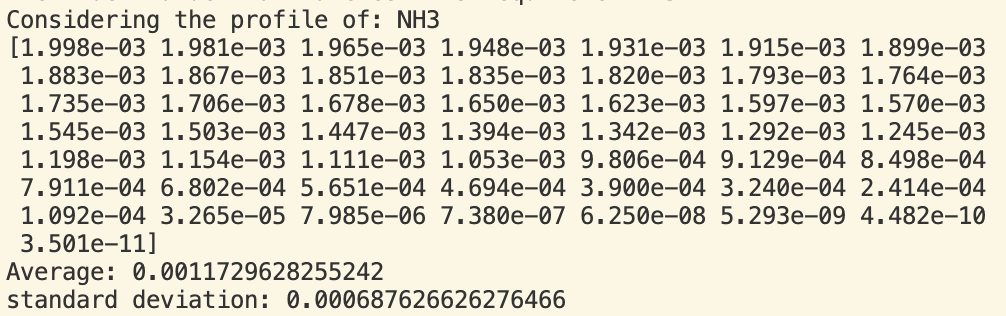 Considering the profile of: NH3
[1.998e-03 1.981e-03 1.965e-03 1.948e-03 1.931e-03 1.915e-03 1.899e-03
1.883e-03 1.867e-03 1.851e-03 1.835e-03 1.820e-03 1.793e-03 1.764e-03
1.735e-03 1.706e-03 1.678e-03 1.650e-03 1.623e-03 1.597e-03 1.570e-03
1.545e-03 1.503e-03 1.447e-03 1.394e-03 1.342e-03 1.292e-03 1.245e-03
1.198e-03 1.154e-03 1.111e-03 1.053e-03 9.806e-04 9.129e-04 8.498e-04
7.911e-04 6.802e-04 5.651e-04 4.694e-04 3.900e-04 3.240e-04 2.414e-04
1.092e-04 3.265e-05 7.985e-06 7.380e-07 6.250e-08 5.293e-09 4.482e-10
3.501e-11]
Average: 0.0011729628255242
standard deviation: 0.000687626626276466